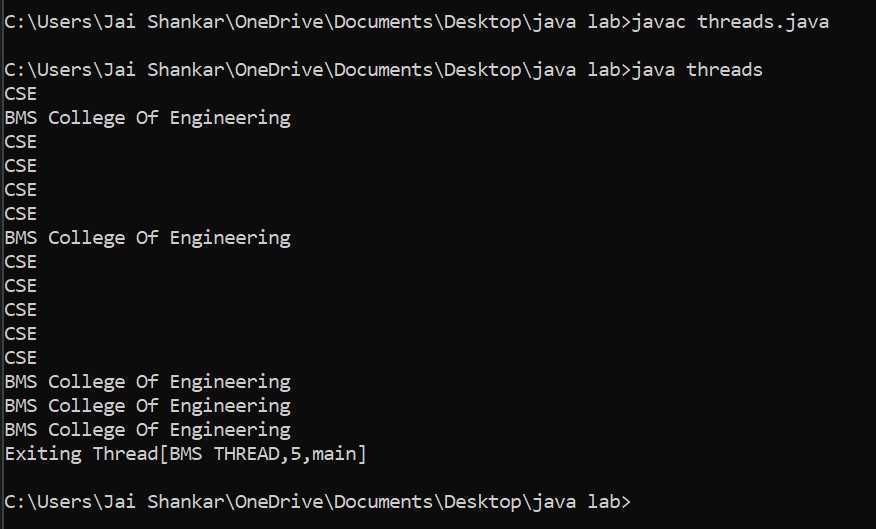 C:\Users\Jai Shankar\OneDrive\Documents\Desktop\java lab>javac threads.java
C:\Users\Jai Shankar\OneDrive\Documents\Desktop\java lab>java threads
CSE
BMS College Of Engineering
CSE
CSE
CSE
CSE
BMS College Of Engineering
CSE
CSE
CSE
CSE
CSE
BMS College Of Engineering
BMS College Of Engineering
BMS College Of Engineering
Exiting Thread[BMS THREAD,5,main]
C:\Users\Jai Shankar\OneDrive\Documents\Desktop\java lab>